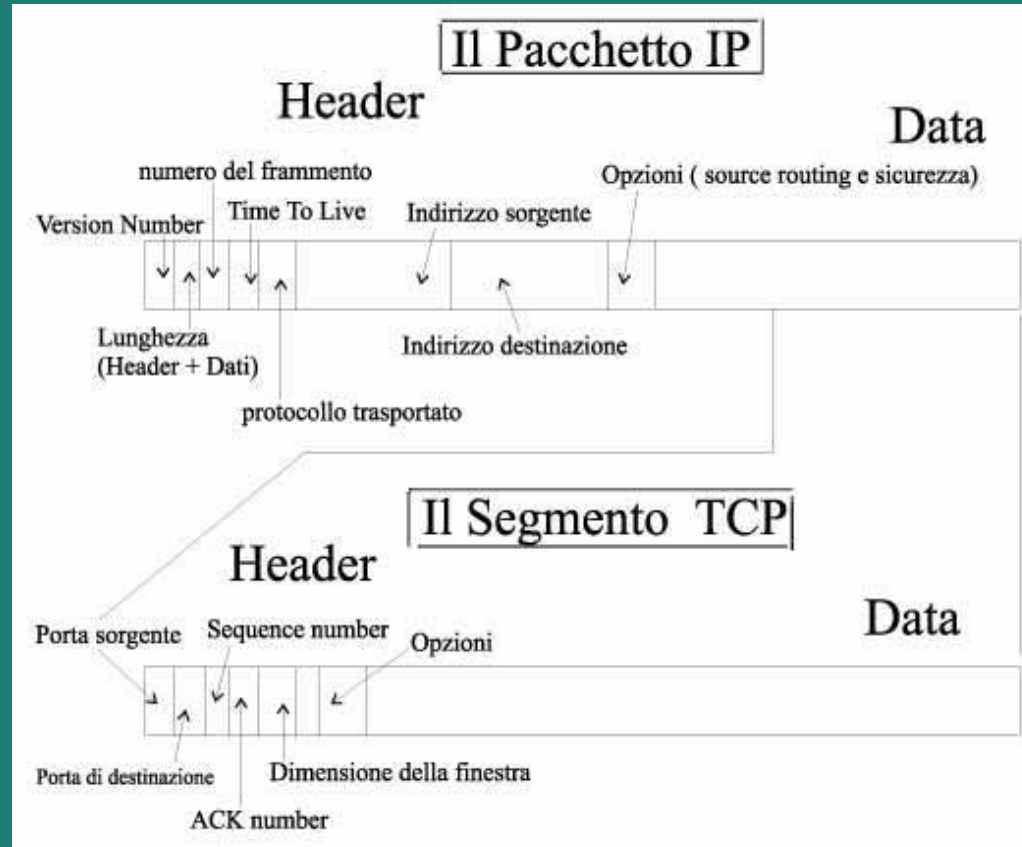 Il Pacchetto IP
Header
Data
numero del frammento
Opzioni ( source routing e sicurezza)
Time To Live
Indirizzo sorgente
Version Number
Lunghezza
(Header + Dati)
Indirizzo destinazione
protocollo trasportato
Il Segmento TCP
Header
Data
Porta sorgente
Sequence number
Opzioni
Porta di destinazione
Dimensione della finestra
ACK number